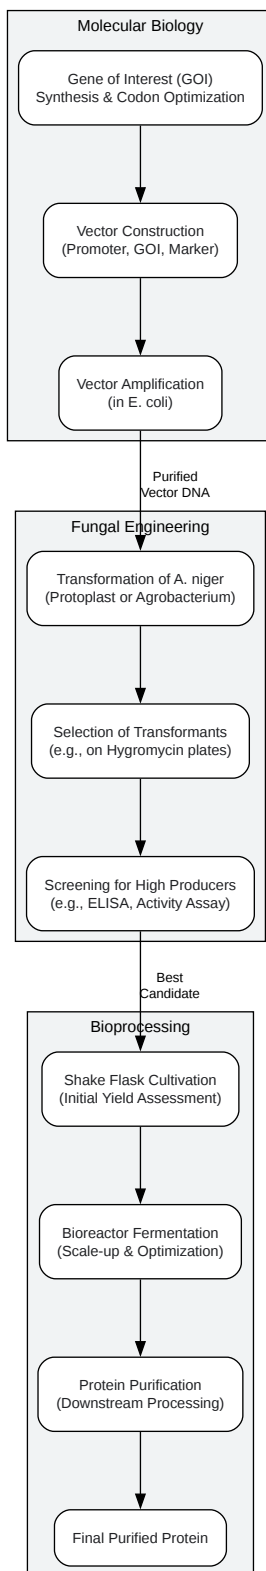 Molecular Biology
Gene of Interest (GOI)
Synthesis & Codon Optimization
Vector Construction
(Promoter, GOI, Marker)
Vector Amplification
(in E. coli)
Purified
Vector DNA
Fungal Engineering
Transformation of A. niger
(Protoplast or Agrobacterium)
Selection of Transformants
(e.g., on Hygromycin plates)
Screening for High Producers
(e.g., ELISA, Activity Assay)
Best
Candidate
Bioprocessing
Shake Flask Cultivation
(Initial Yield Assessment)
Bioreactor Fermentation
(Scale-up & Optimization)
Protein Purification
(Downstream Processing)
Final Purified Protein